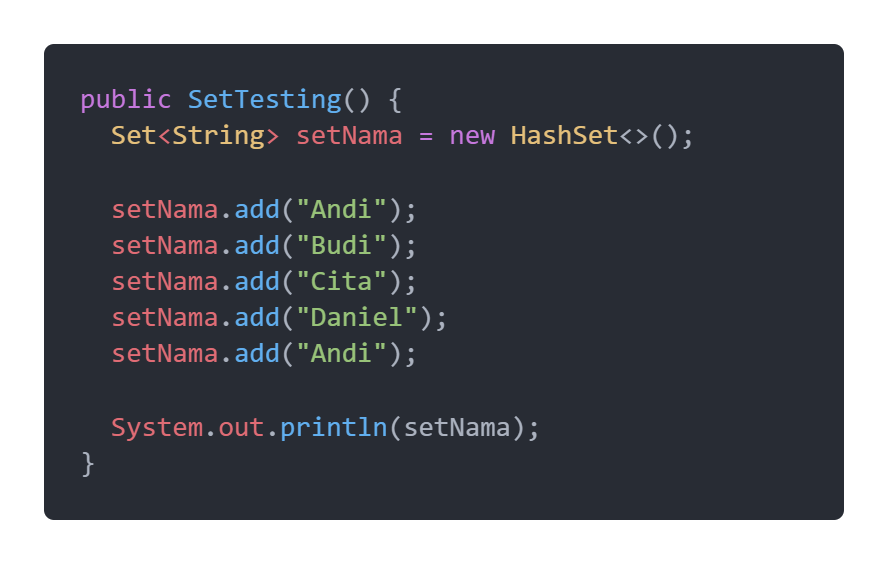 public SetTesting() {
  Set<String> setNama = new HashSet<>();

  setNama.add("Andi");
  setNama.add("Budi");
  setNama.add("Cita");
  setNama.add("Daniel");
  setNama.add("Andi");

  System.out.println(setNama);
}